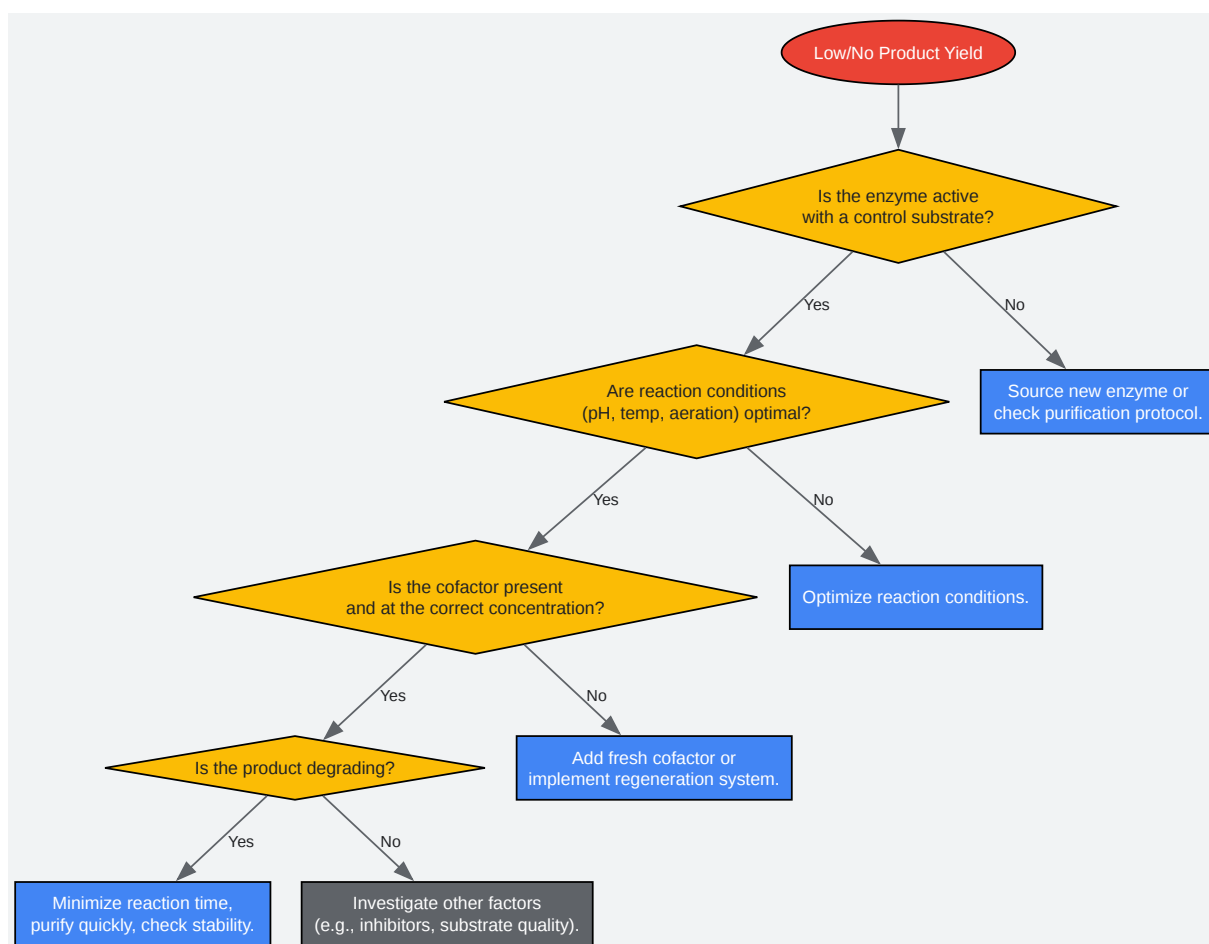 Low/No Product Yield
Is the enzyme active
with a control substrate?
Yes
No
Are reaction conditions
(pH, temp, aeration) optimal?
Source new enzyme or
check purification protocol.
Yes
No
Is the cofactor present
and at the correct concentration?
Optimize reaction conditions.
Yes
No
Is the product degrading?
Add fresh cofactor or
implement regeneration system.
Yes
No
Minimize reaction time,
purify quickly, check stability.
Investigate other factors
(e.g., inhibitors, substrate quality).